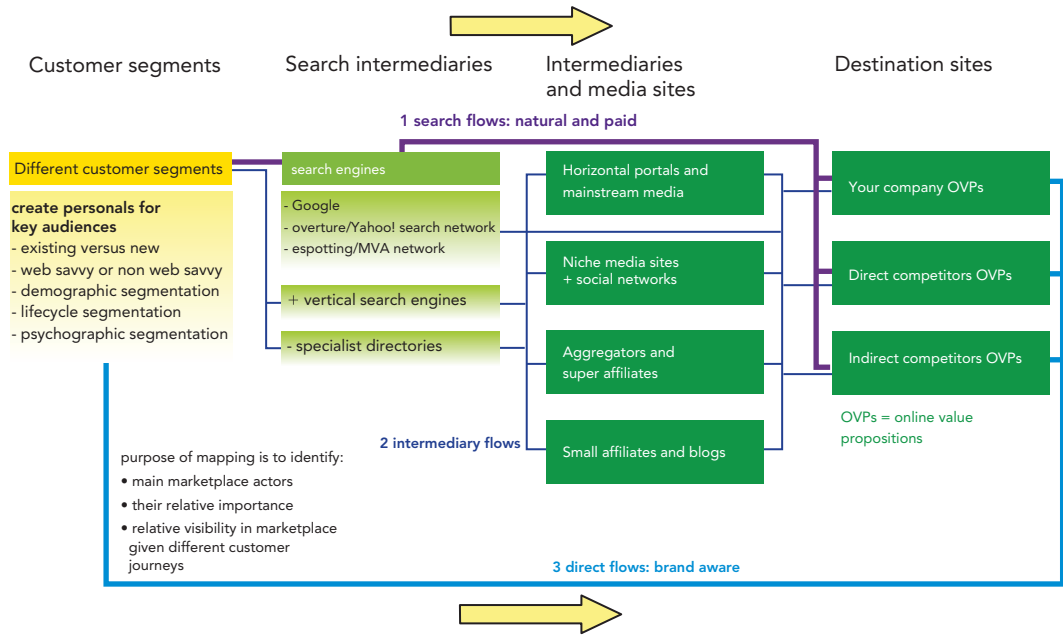 Customer segments
Search intermediaries
Intermediaries
and media sites
Destination sites
1 search flows: natural and paid
Different customer segments
create personals for
key audiences
- existing versus new
- web savvy or non web savvy
- demographic segmentation
- lifecycle segmentation
- psychographic segmentation
search engines
- Google
- overture/Yahoo! search network
- espotting/MVA network
+ vertical search engines
- specialist directories
Horizontal portals and
mainstream media
Niche media sites
+ social networks
Aggregators and
super affiliates
Small affiliates and blogs
Your company OVPs
Direct competitors OVPs
Indirect competitors OVPs
OVPs = online value
propositions
2 intermediary flows
purpose of mapping is to identify:
• main marketplace actors
• their relative importance
• relative visibility in marketplace
given different customer
journeys
3 direct flows: brand aware